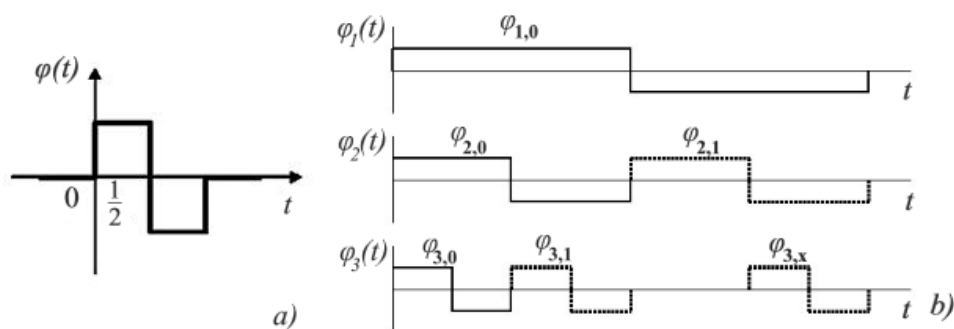 φ(t)
0
1/2
t
a)
φ₁(t)
φ₁,₀
t
φ₂(t)
φ₂,₀
φ₂,₁
t
φ₃(t)
φ₃,₀
φ₃,₁
φ₃,ₓ
t
b)